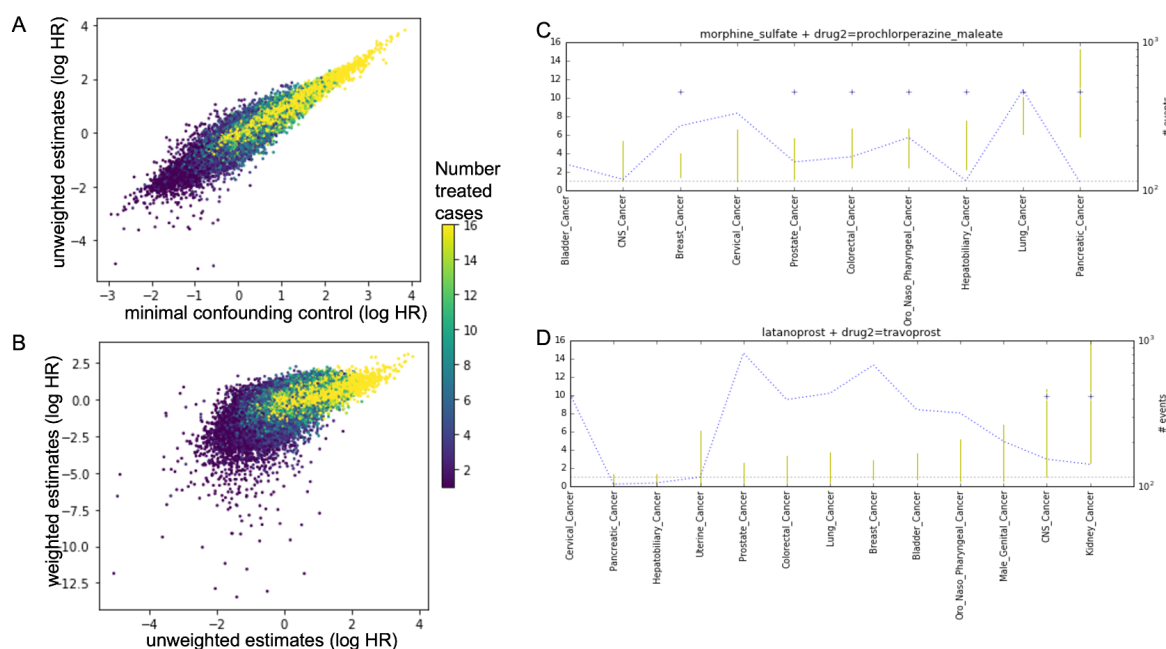 A
unweighted estimates (log HR)
4
2
0
−2
−4
−3
−2
−1
0
1
2
3
4
minimal confounding control (log HR)
Number
treated
cases
16
14
12
10
8
6
4
2
B
weighted estimates (log HR)
2.5
0.0
−2.5
−5.0
−7.5
−10.0
−12.5
−4
−2
0
2
4
unweighted estimates (log HR)
C
morphine_sulfate + drug2=prochlorperazine_maleate
16
14
12
10
8
6
4
2
0
10³
10²
# events
Bladder_Cancer
CNS_Cancer
Breast_Cancer
Cervical_Cancer
Prostate_Cancer
Colorectal_Cancer
Oro_Naso_Pharyngeal_Cancer
Hepatobiliary_Cancer
Lung_Cancer
Pancreatic_Cancer
D
latanoprost + drug2=travoprost
16
14
12
10
8
6
4
2
0
10³
10²
# events
Cervical_Cancer
Pancreatic_Cancer
Hepatobiliary_Cancer
Uterine_Cancer
Prostate_Cancer
Colorectal_Cancer
Lung_Cancer
Breast_Cancer
Bladder_Cancer
Oro_Naso_Pharyngeal_Cancer
Male_Genital_Cancer
CNS_Cancer
Kidney_Cancer